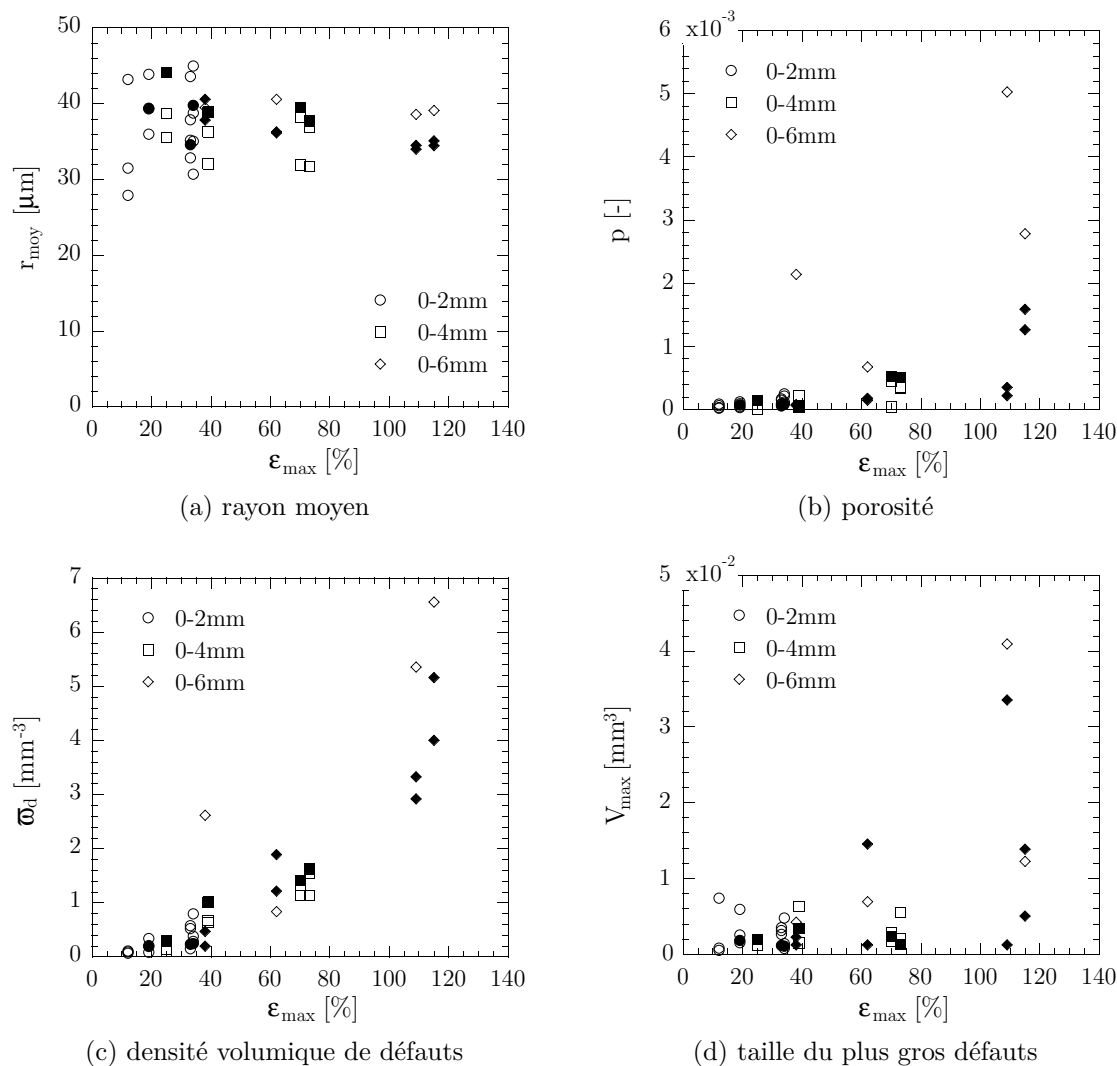 50
40
30
20
10
0
r_moy [μm]
0-2mm
0-4mm
0-6mm
0 20 40 60 80 100 120 140
ε_max [%]
(a) rayon moyen
x10⁻³
6
5
4
3
2
1
0
p [-]
0-2mm
0-4mm
0-6mm
0 20 40 60 80 100 120 140
ε_max [%]
(b) porosité
7
6
5
4
3
2
1
0
ϖ_d [mm⁻³]
0-2mm
0-4mm
0-6mm
0 20 40 60 80 100 120 140
ε_max [%]
(c) densité volumique de défauts
x10⁻²
5
4
3
2
1
0
V_max [mm³]
0-2mm
0-4mm
0-6mm
0 20 40 60 80 100 120 140
ε_max [%]
(d) taille du plus gros défauts